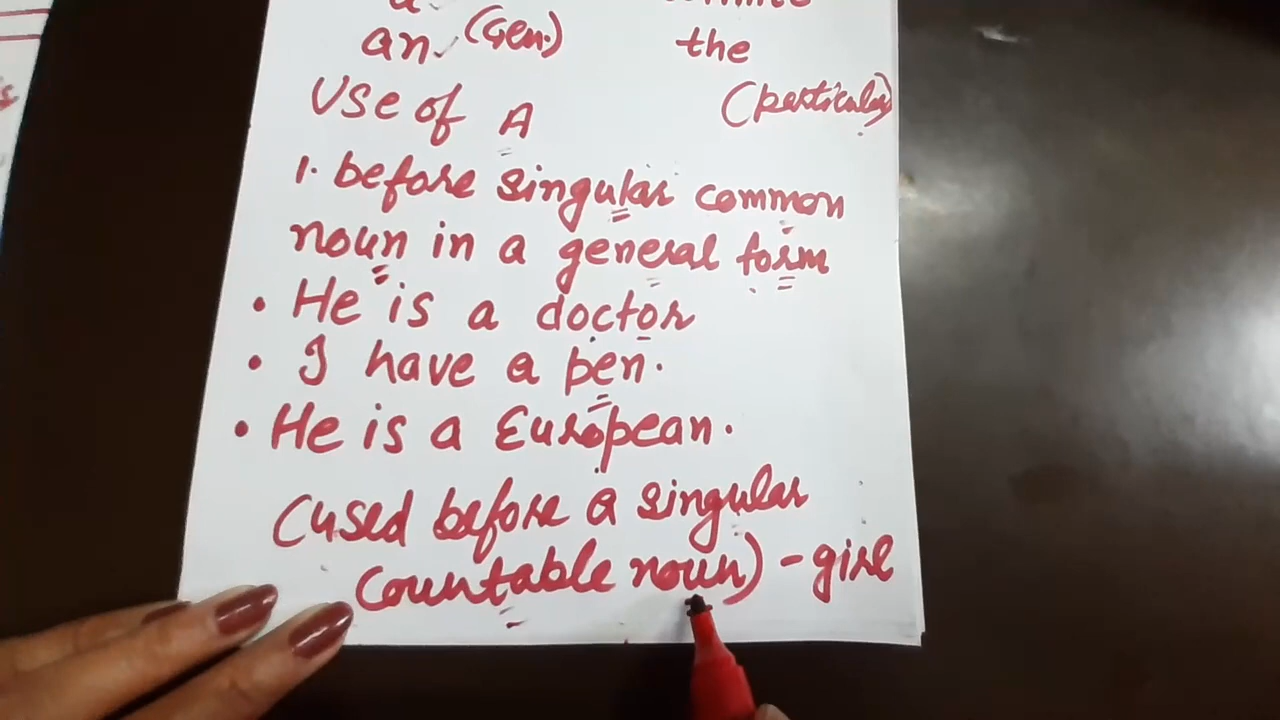 an (Gen.) the
Use of A (perticular)
1. before singular common
noun in a general form
• He is a doctor
• I have a pen.
• He is a European.
(used before a singular
countable noun) - girl